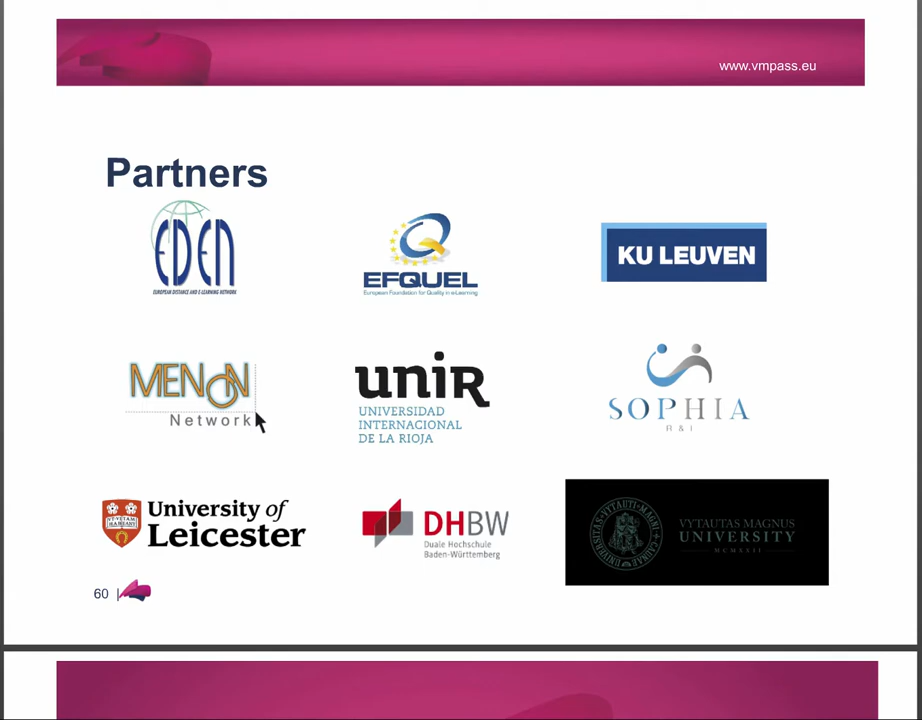 www.vmpass.eu
Partners
EDEN
EUROPEAN DISTANCE AND E-LEARNING NETWORK
EFQUEL
European Foundation for Quality in e-Learning
KU LEUVEN
MENON
Network
uniR
UNIVERSIDAD
INTERNACIONAL
DE LA RIOJA
SOPHIA
R & I
University of
Leicester
DHBW
Duale Hochschule
Baden-Württemberg
VYTAUTAS MAGNUS
UNIVERSITY
MCMXXII
60 |